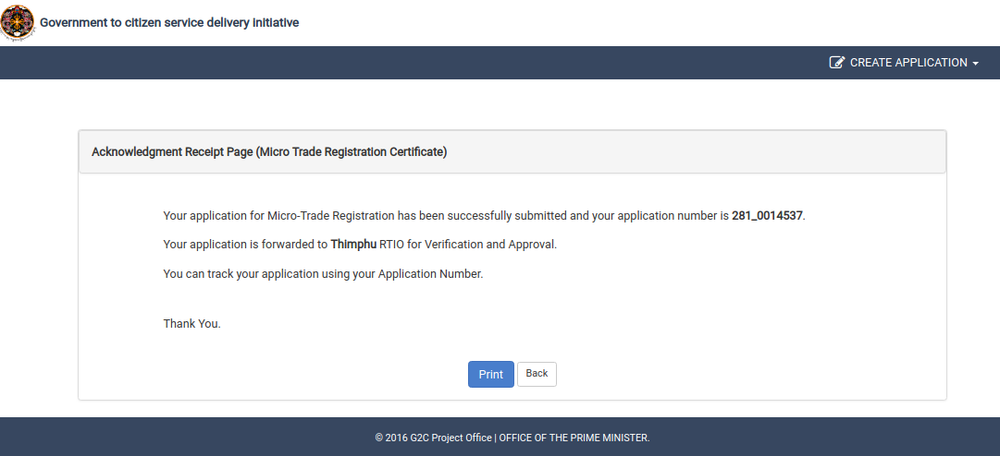 Government to citizen service delivery initiative
CREATE APPLICATION
Acknowledgment Receipt Page (Micro Trade Registration Certificate)
Your application for Micro-Trade Registration has been successfully submitted and your application number is 281_0014537.
Your application is forwarded to Thimphu RTIO for Verification and Approval.
You can track your application using your Application Number.
Thank You.
Print Back
© 2016 G2C Project Office | OFFICE OF THE PRIME MINISTER.